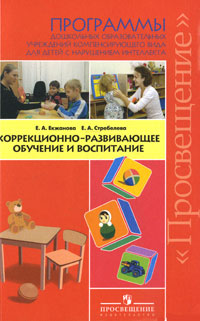 ПРОГРАММЫ
ДОШКОЛЬНЫХ ОБРАЗОВАТЕЛЬНЫХ
УЧРЕЖДЕНИЙ КОМПЕНСИРУЮЩЕГО ВИДА
ДЛЯ ДЕТЕЙ С НАРУШЕНИЕМ ИНТЕЛЛЕКТА
Е. А. Екжанова Е. А. Стребелева
КОРРЕКЦИОННО-РАЗВИВАЮЩЕЕ
ОБУЧЕНИЕ И ВОСПИТАНИЕ
«Просвещение»
ПРОСВЕЩЕНИЕ
ИЗДАТЕЛЬСТВО